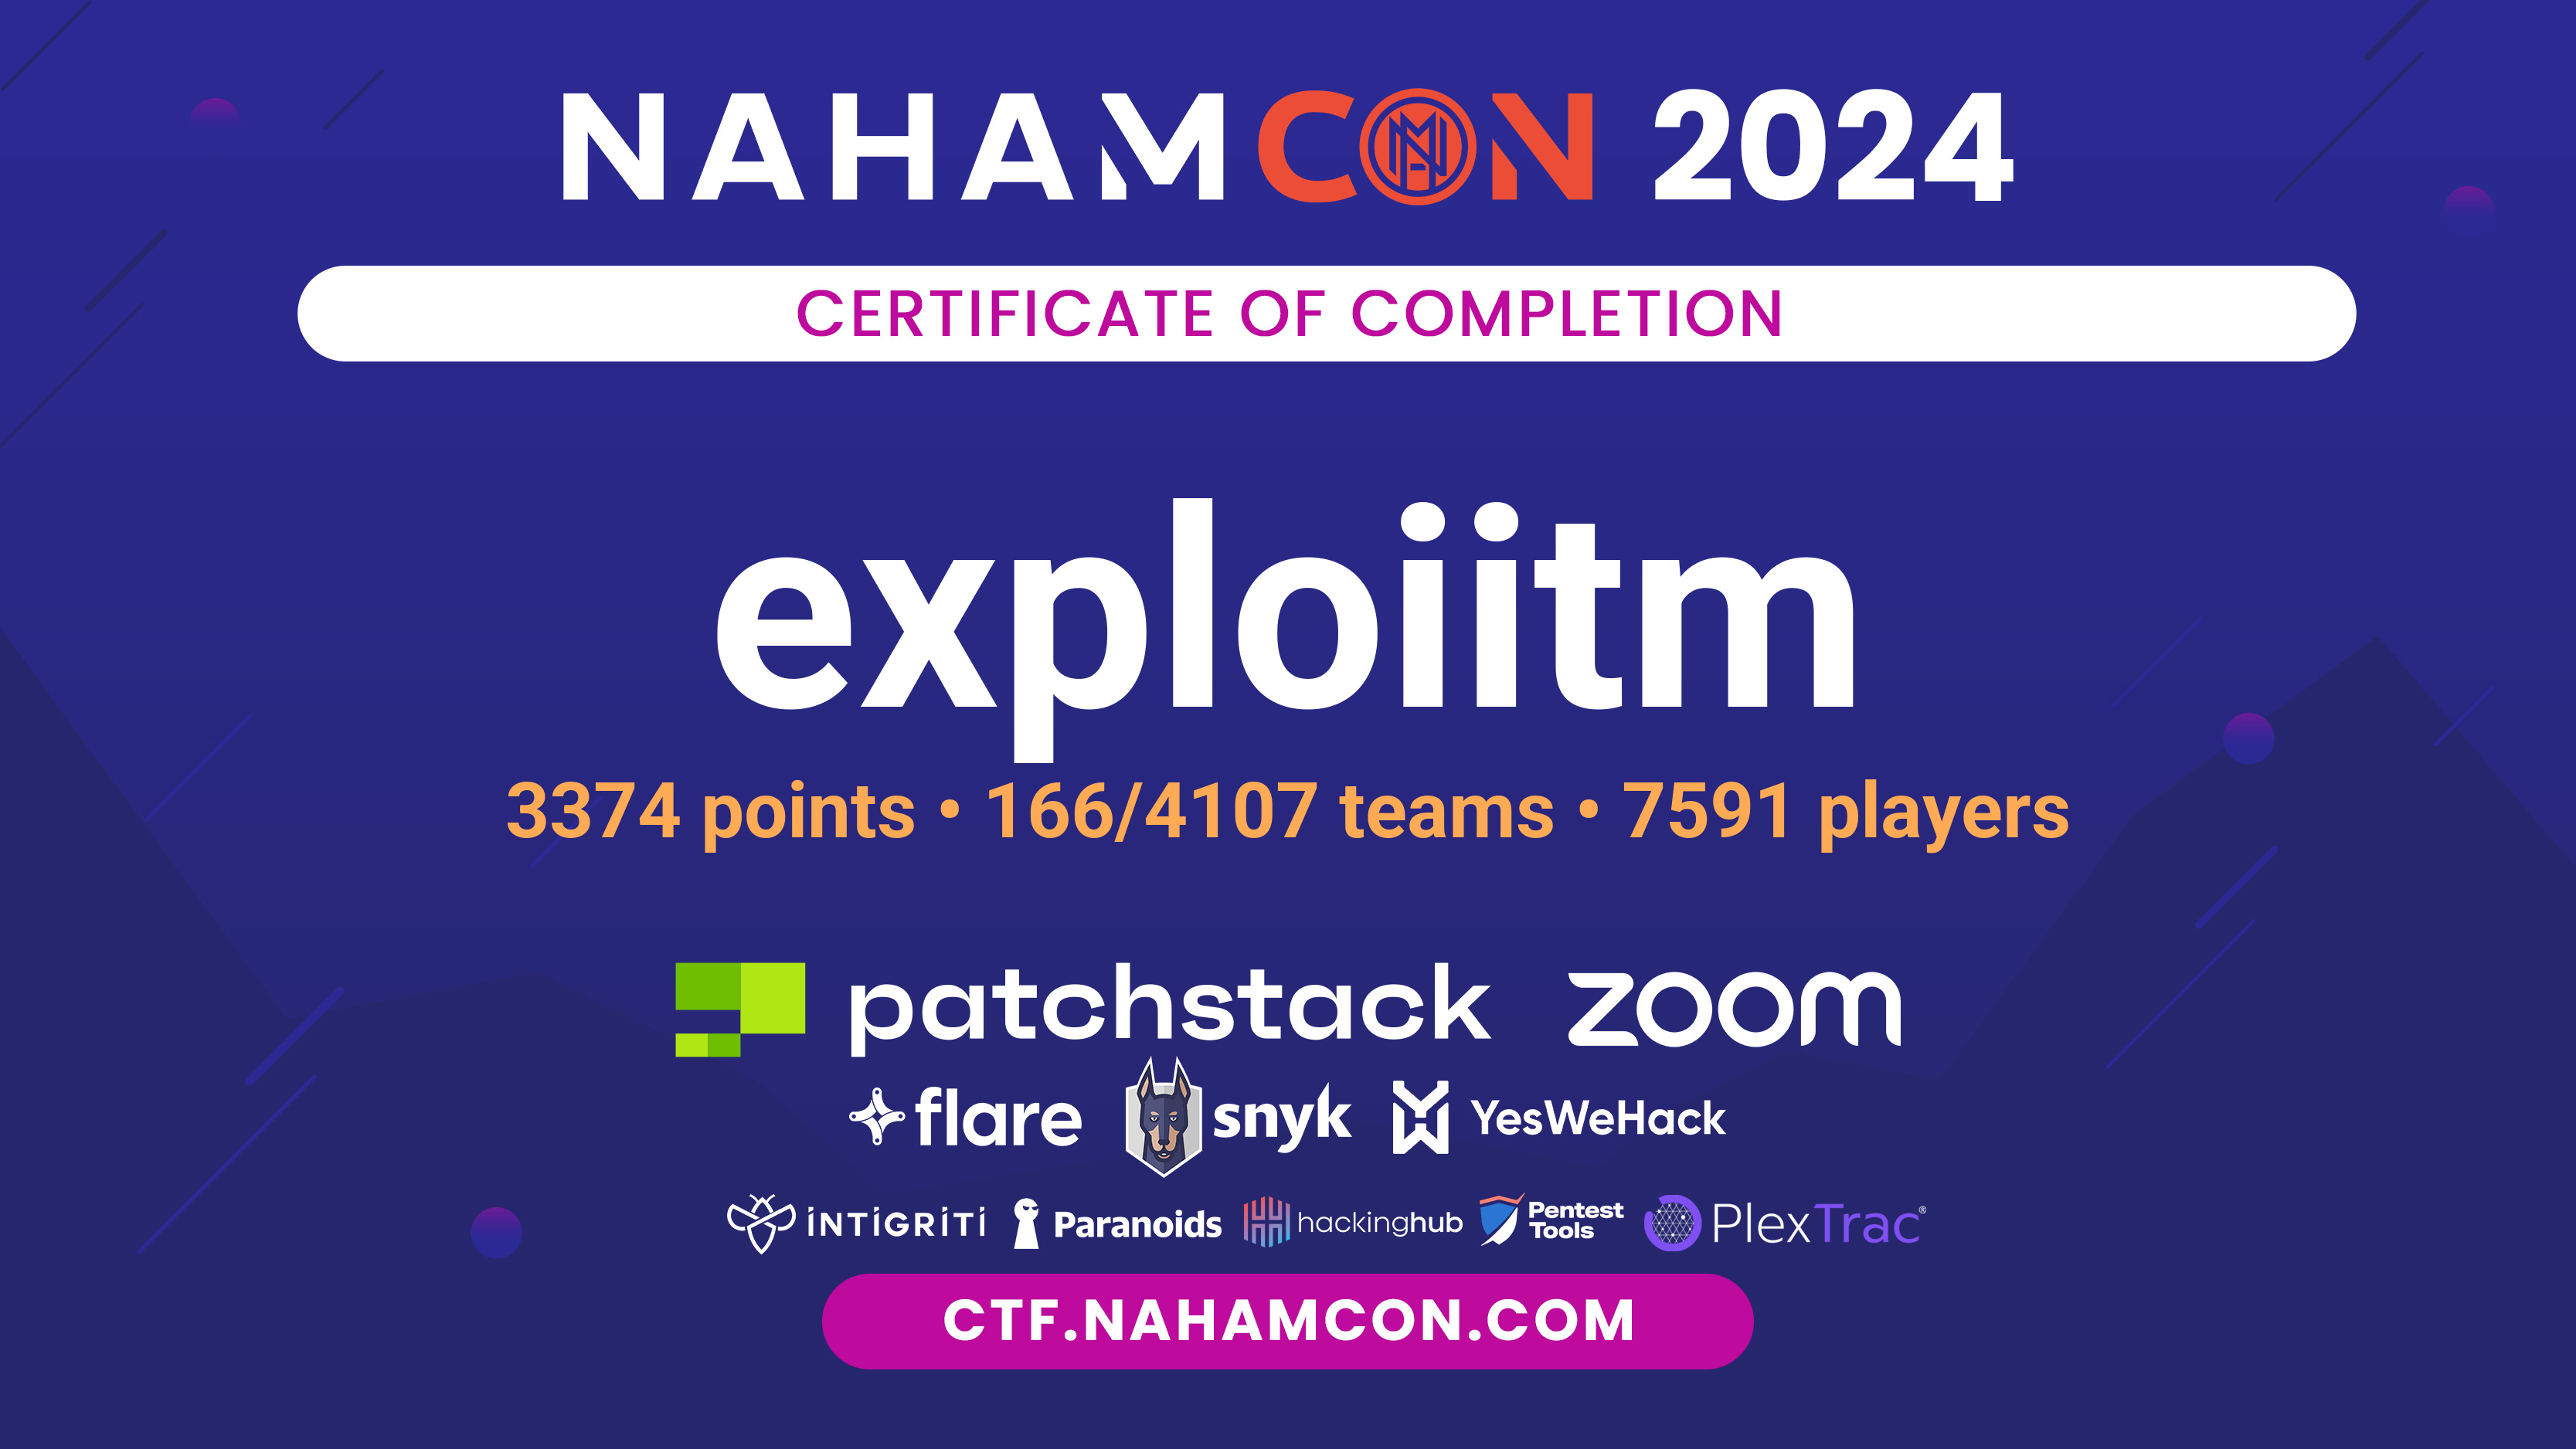 NAHAMCON 2024
CERTIFICATE OF COMPLETION
exploiitm
3374 points • 166/4107 teams • 7591 players
patchstack zoom
flare snyk YesWeHack
INTIGRITI Paranoids hackinghub Pentest Tools PlexTrac®
CTF.NAHAMCON.COM